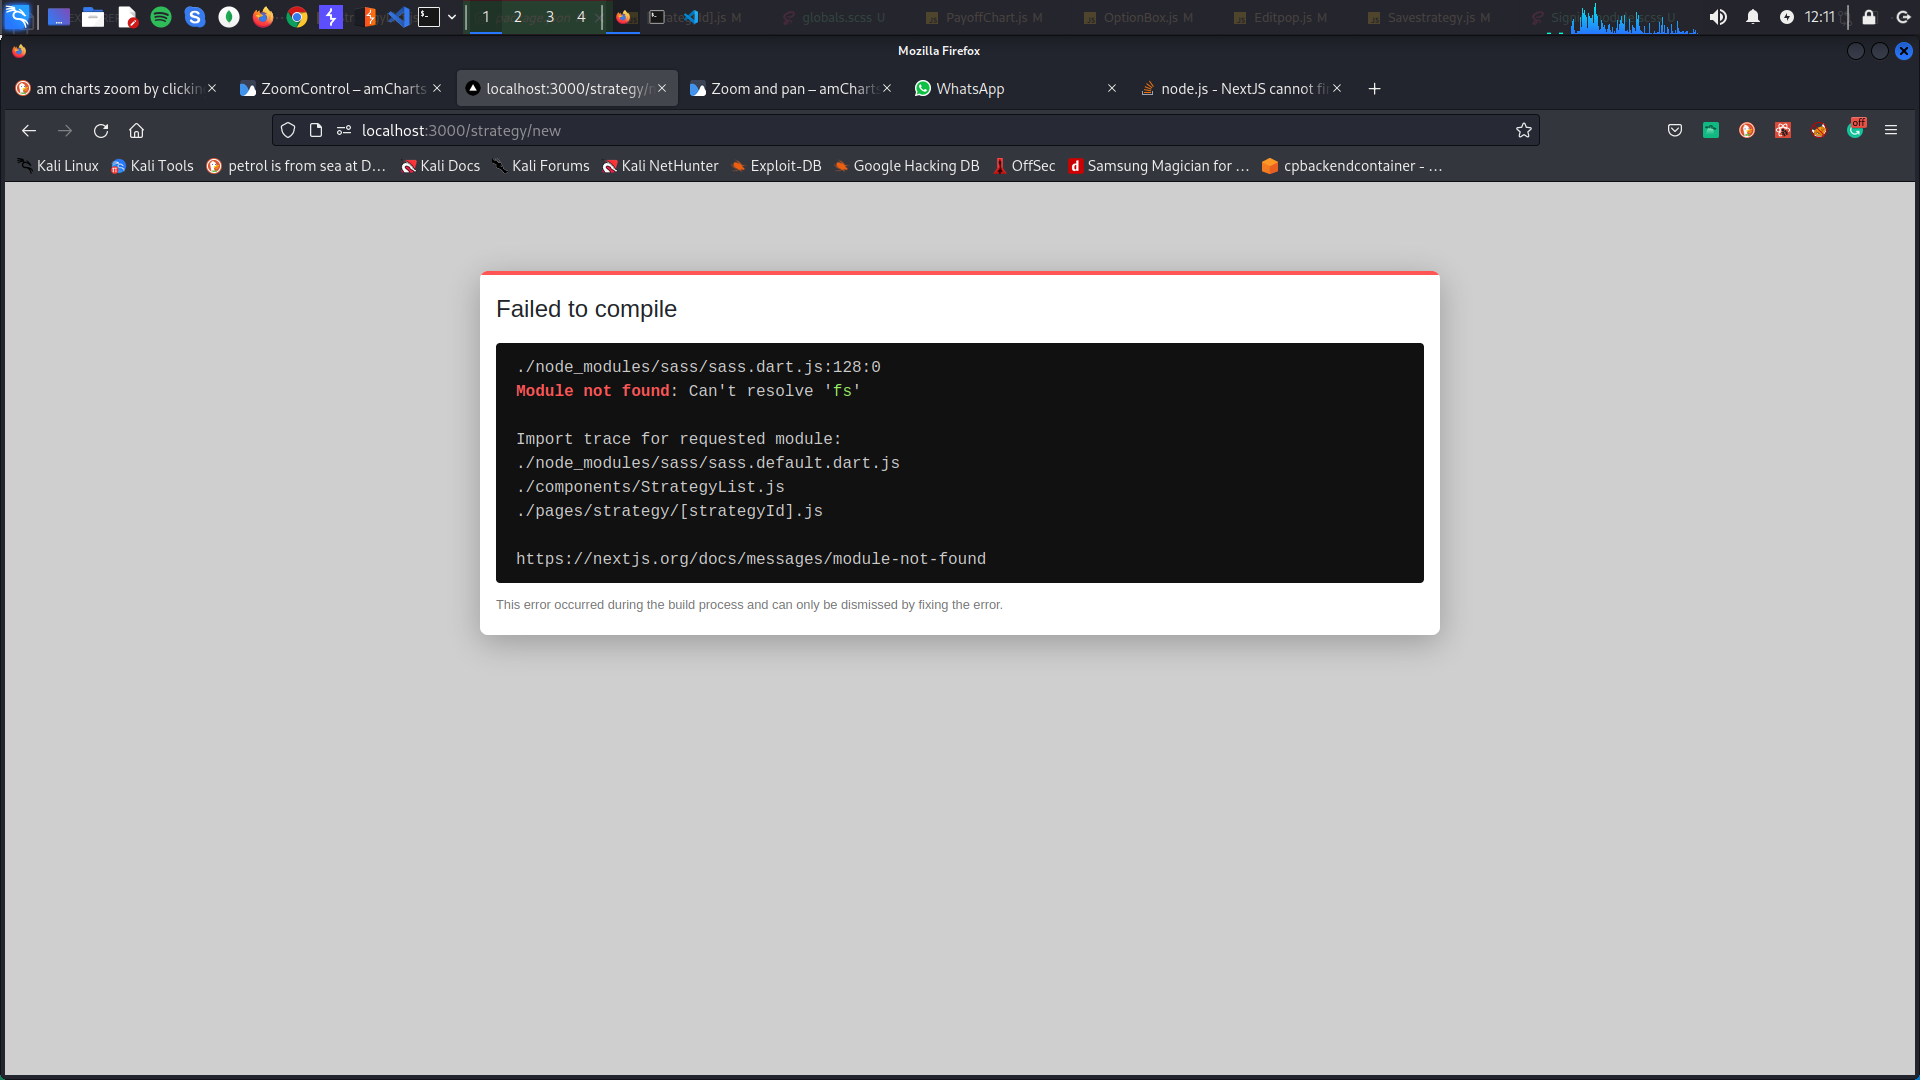 1 2 3 4
ate Id].js M
globals.scss U
PayoffChart.js M
OptionBox.js M
Editpop.js M
Savestrategy.js M
12:11
Mozilla Firefox
am charts zoom by clickin
ZoomControl – amCharts
localhost:3000/strategy/n
Zoom and pan – amCharts
WhatsApp
node.js - NextJS cannot fi
localhost:3000/strategy/new
off
Kali Linux
Kali Tools
petrol is from sea at D…
Kali Docs
Kali Forums
Kali NetHunter
Exploit-DB
Google Hacking DB
OffSec
Samsung Magician for …
cpbackendcontainer - …
Failed to compile
./node_modules/sass/sass.dart.js:128:0
Module not found: Can't resolve 'fs'
Import trace for requested module:
./node_modules/sass/sass.default.dart.js
./components/StrategyList.js
./pages/strategy/[strategyId].js
https://nextjs.org/docs/messages/module-not-found
This error occurred during the build process and can only be dismissed by fixing the error.